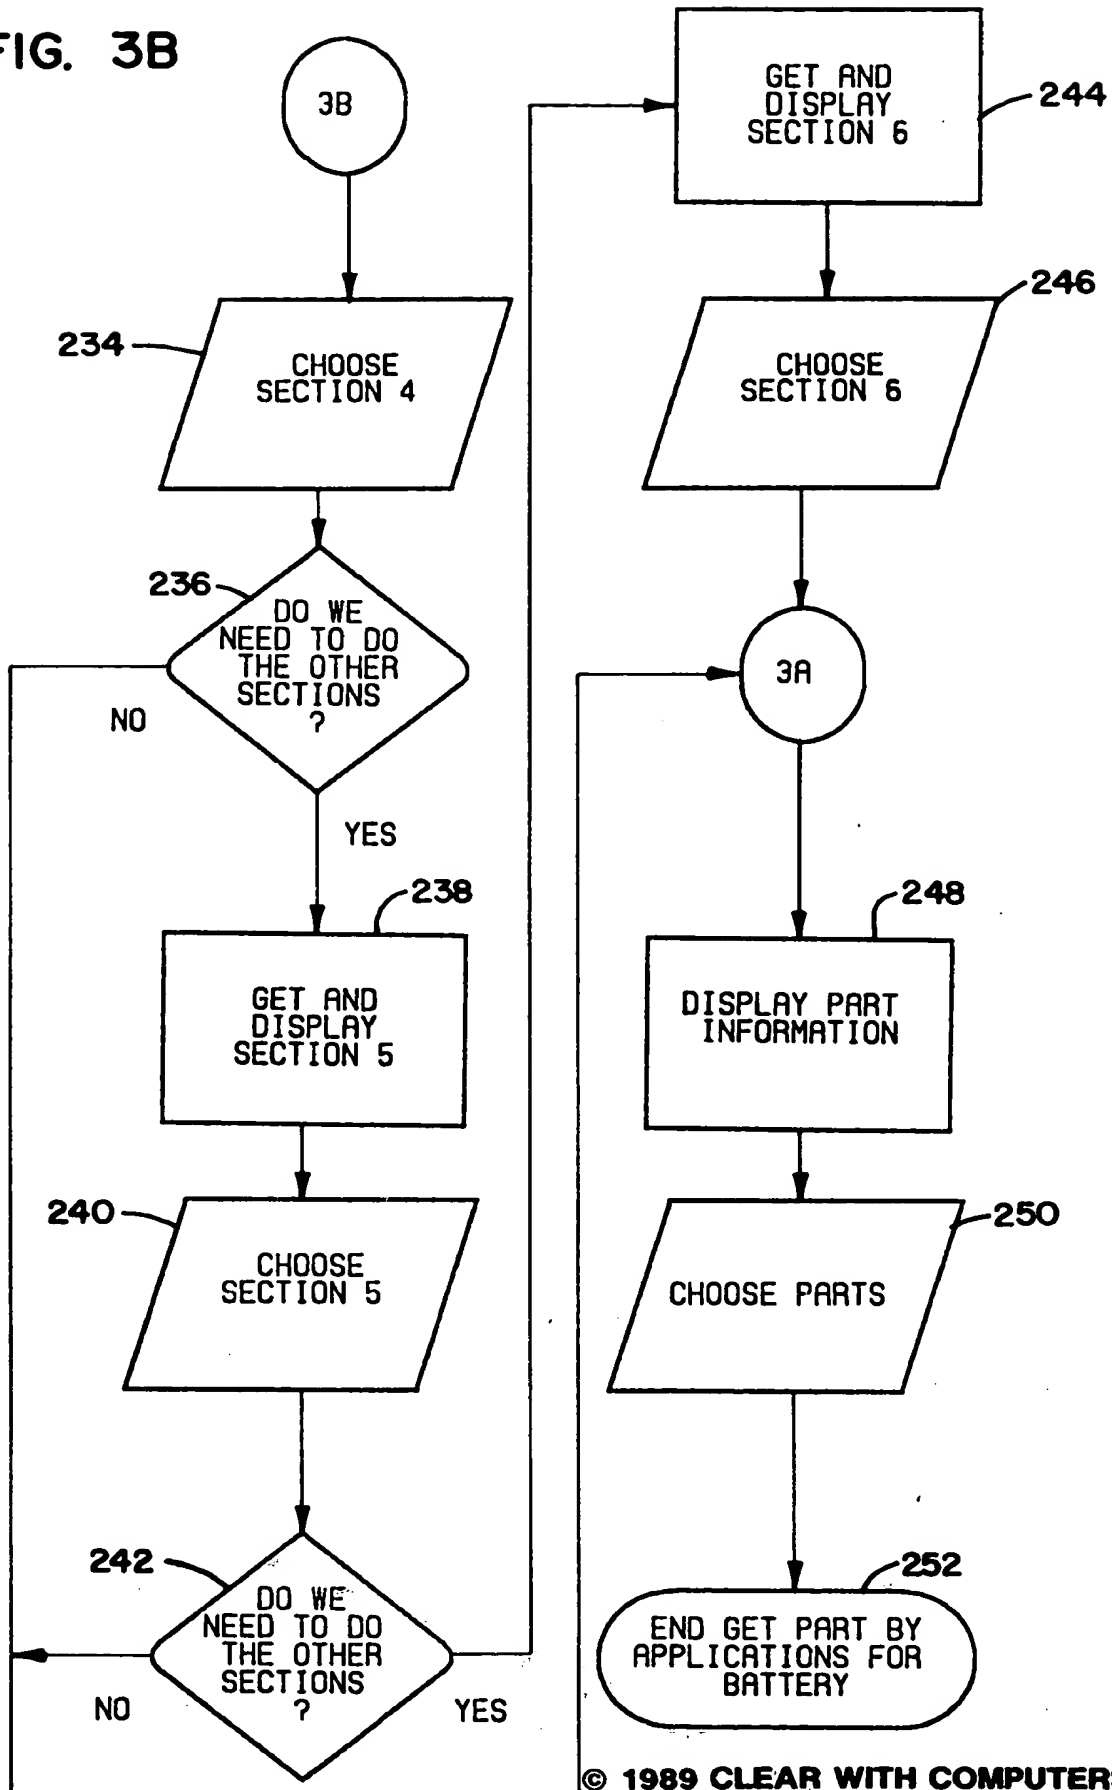 FIG. 3B
3B
234
CHOOSE
SECTION 4
236
DO WE
NEED TO DO
THE OTHER
SECTIONS
?
NO
YES
238
GET AND
DISPLAY
SECTION 5
240
CHOOSE
SECTION 5
242
DO WE
NEED TO DO
THE OTHER
SECTIONS
?
NO
YES
GET AND
DISPLAY
SECTION 6
244
246
CHOOSE
SECTION 6
3A
248
DISPLAY PART
INFORMATION
250
CHOOSE PARTS
252
END GET PART BY
APPLICATIONS FOR
BATTERY
© 1989 CLEAR WITH COMPUTERS